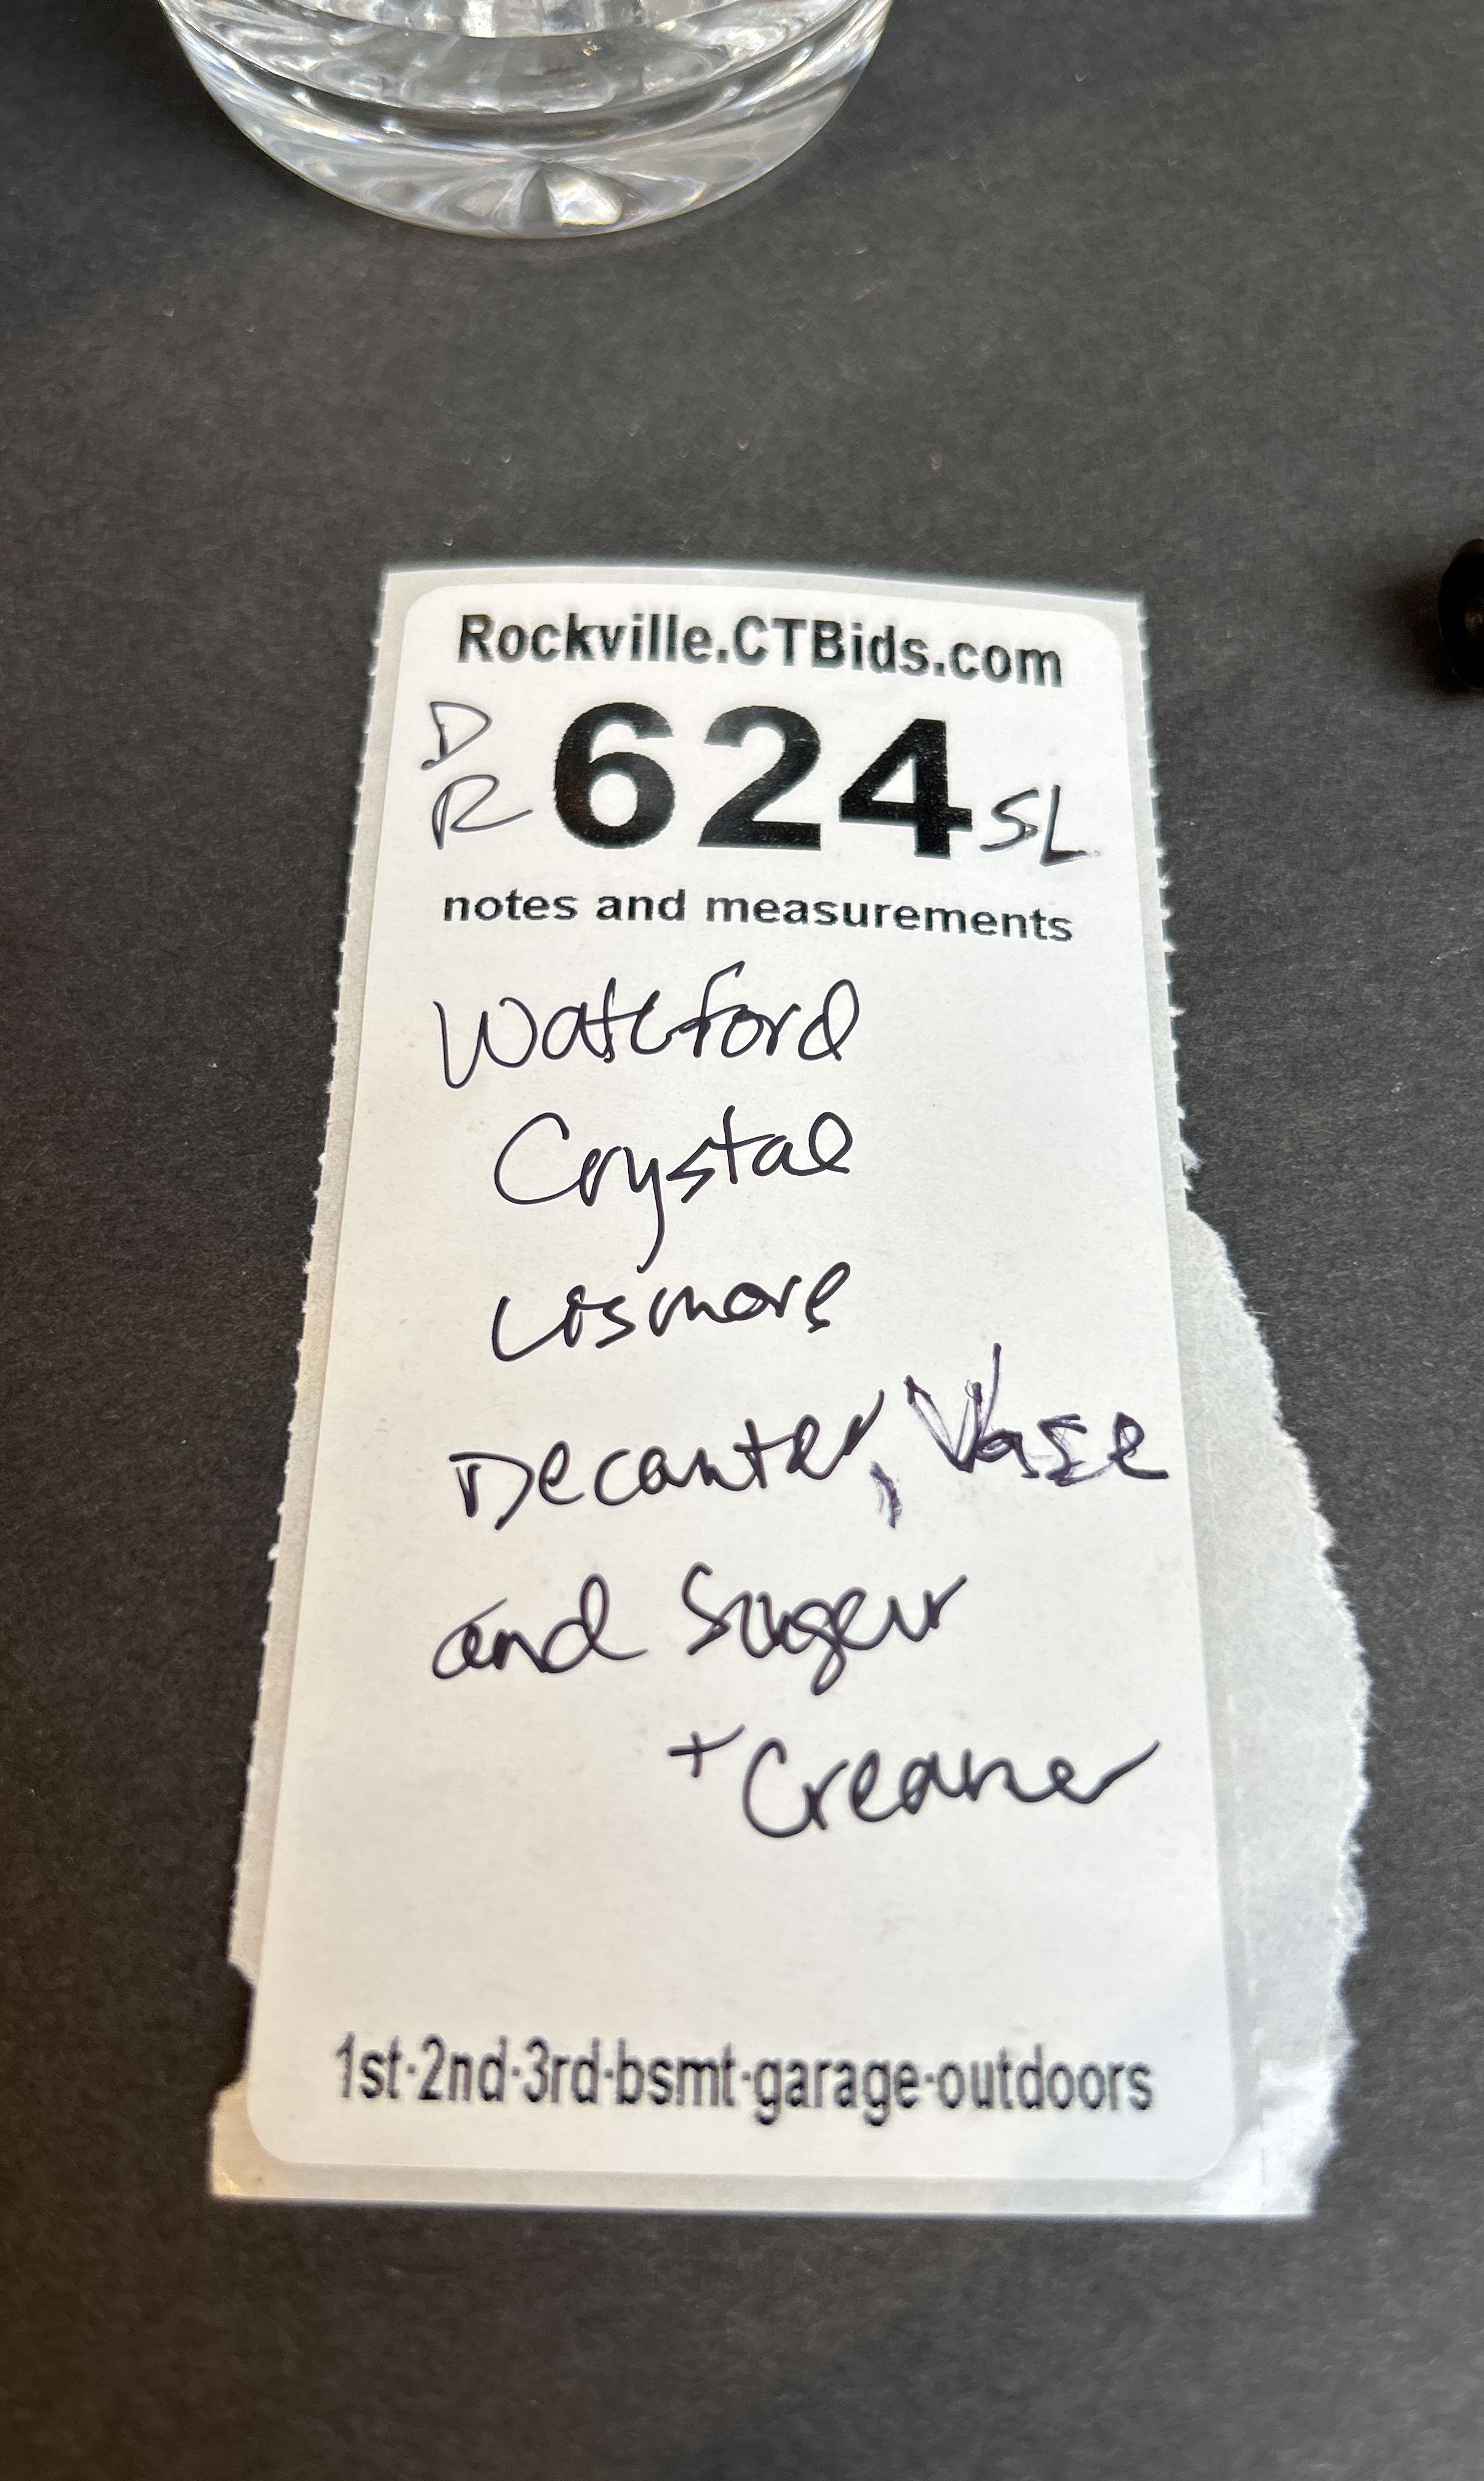 Rockville.CTBids.com
DR 624 SL
notes and measurements
Waterford
Crystal
Lismore
Decanter, Vase
and Sugar
+ Creamer
1st·2nd·3rd·bsmt·garage·outdoors